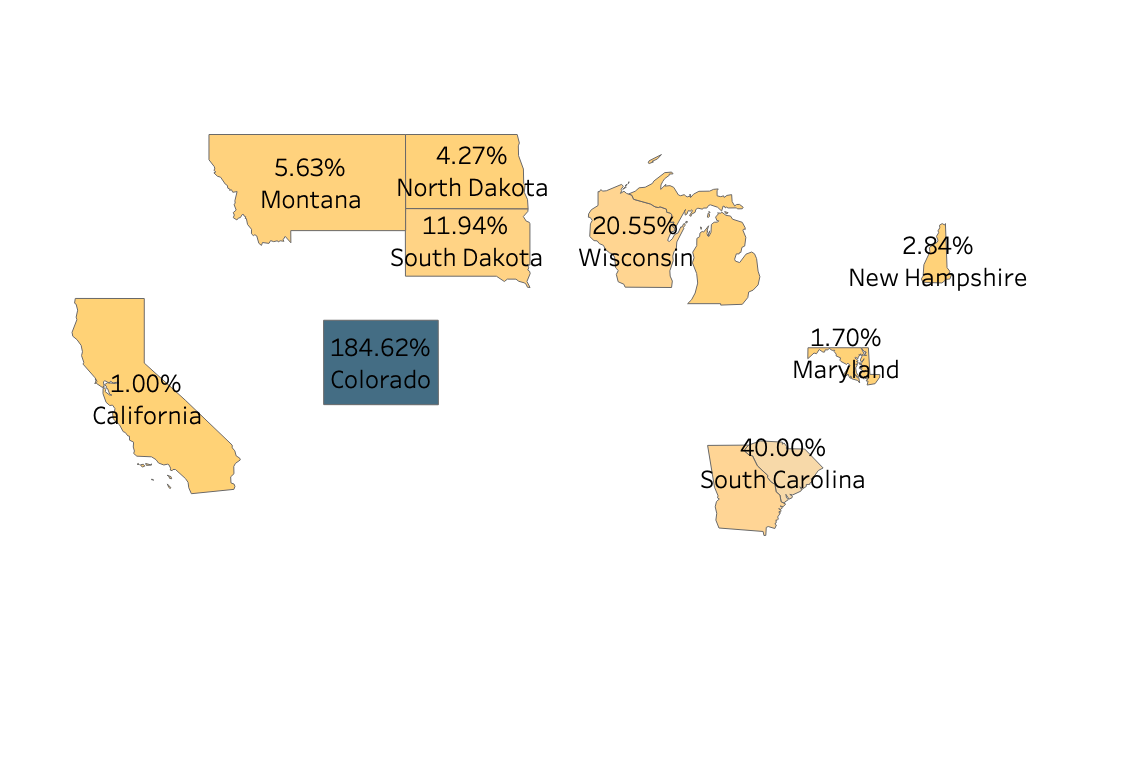 4.27%
North Dakota
5.63%
Montana
11.94%
South Dakota
20.55%
Wisconsin
2.84%
New Hampshire
184.62%
Colorado
1.70%
Maryland
1.00%
California
40.00%
South Carolina